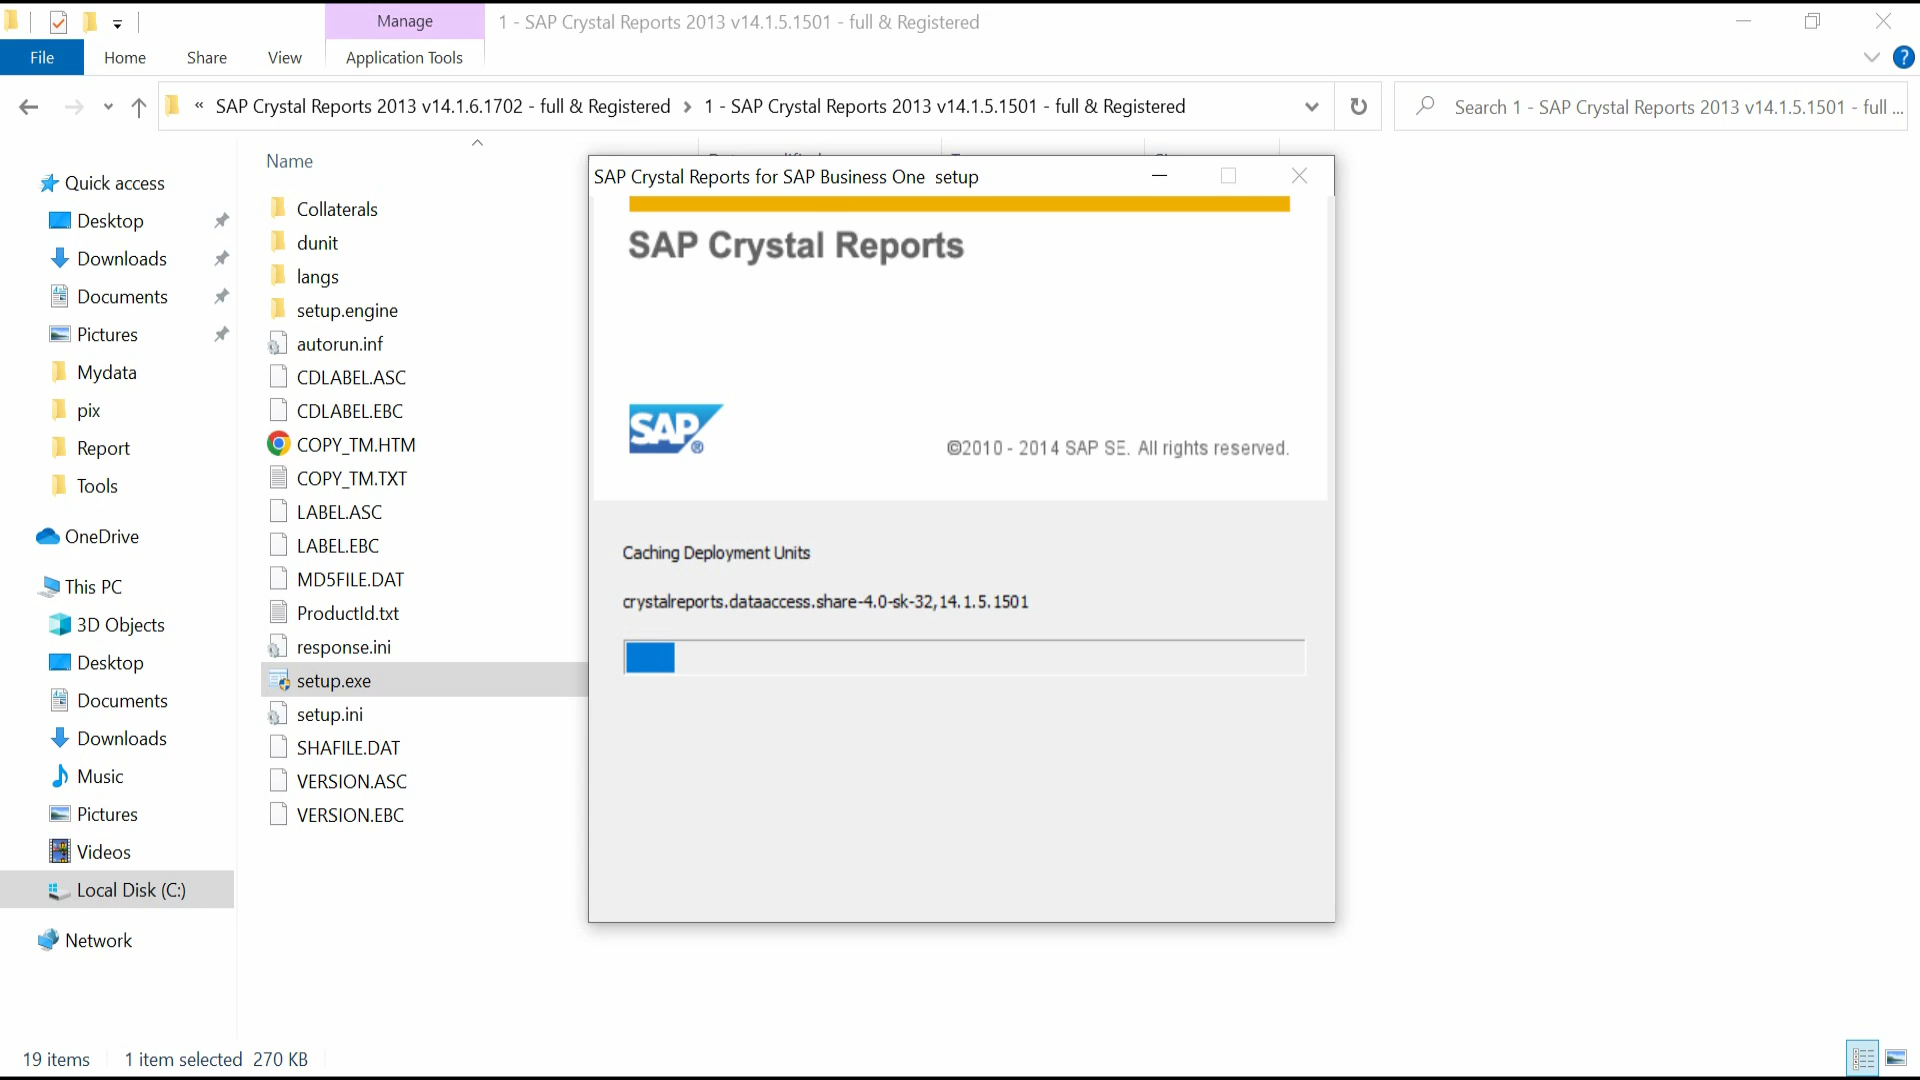 Manage
1 - SAP Crystal Reports 2013 v14.1.5.1501 - full & Registered
File
Home
Share
View
Application Tools
?
« SAP Crystal Reports 2013 v14.1.6.1702 - full & Registered > 1 - SAP Crystal Reports 2013 v14.1.5.1501 - full & Registered
Search 1 - SAP Crystal Reports 2013 v14.1.5.1501 - full ...
Quick access
Desktop
Downloads
Documents
Pictures
Mydata
pix
Report
Tools
OneDrive
This PC
3D Objects
Desktop
Documents
Downloads
Music
Pictures
Videos
Local Disk (C:)
Network
Name
Collaterals
dunit
langs
setup.engine
autorun.inf
CDLABEL.ASC
CDLABEL.EBC
COPY_TM.HTM
COPY_TM.TXT
LABEL.ASC
LABEL.EBC
MD5FILE.DAT
ProductId.txt
response.ini
setup.exe
setup.ini
SHAFILE.DAT
VERSION.ASC
VERSION.EBC
SAP Crystal Reports for SAP Business One setup
SAP Crystal Reports
SAP®
©2010 - 2014 SAP SE. All rights reserved.
Caching Deployment Units
crystalreports.dataaccess.share-4.0-sk-32,14.1.5.1501
19 items
1 item selected 270 KB